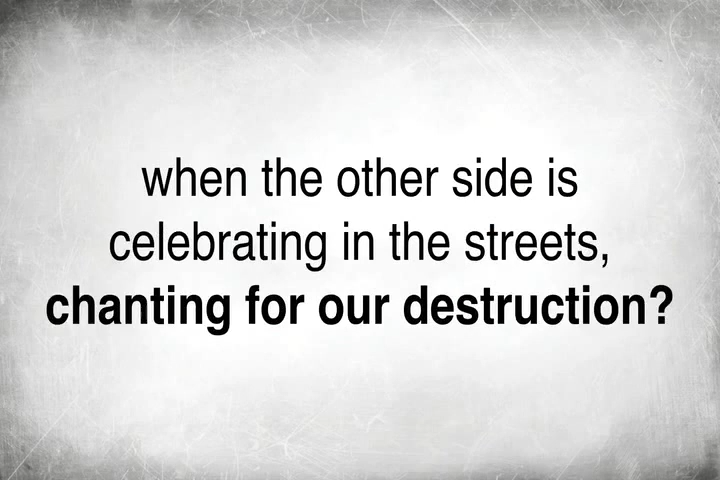 when the other side is
celebrating in the streets,
chanting for our destruction?